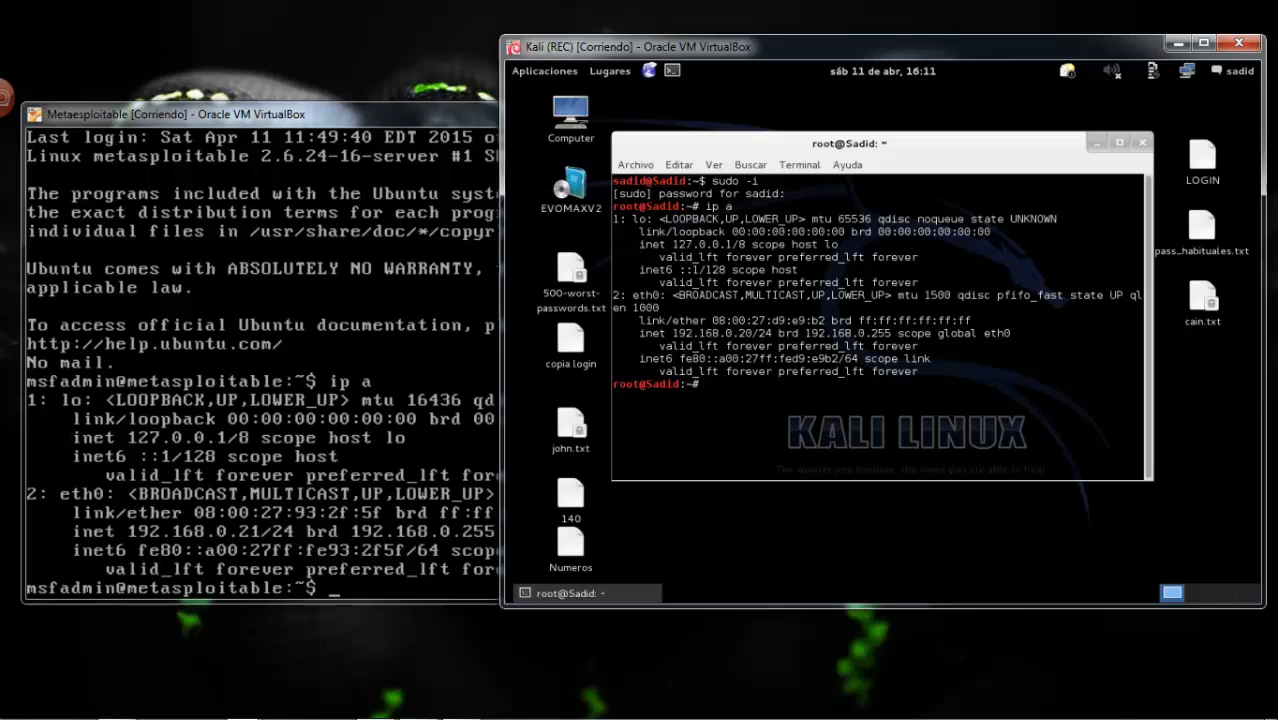 Metaesploitable [Corriendo] - Oracle VM VirtualBox
Last login: Sat Apr 11 11:49:40 EDT 2015 o
Linux metasploitable 2.6.24-16-server #1 S
The programs included with the Ubuntu syst
the exact distribution terms for each prog
individual files in /usr/share/doc/*/copyr
Ubuntu comes with ABSOLUTELY NO WARRANTY,
applicable law.
To access official Ubuntu documentation, p
http://help.ubuntu.com/
No mail.
msfadmin@metasploitable:~$ ip a
1: lo: <LOOPBACK,UP,LOWER_UP> mtu 16436 qd
link/loopback 00:00:00:00:00:00 brd 00
inet 127.0.0.1/8 scope host lo
inet6 ::1/128 scope host
valid_lft forever preferred_lft for
2: eth0: <BROADCAST,MULTICAST,UP,LOWER_UP>
link/ether 08:00:27:93:2f:5f brd ff:ff
inet 192.168.0.21/24 brd 192.168.0.255
inet6 fe80::a00:27ff:fe93:2f5f/64 scop
valid_lft forever preferred_lft for
msfadmin@metasploitable:~$ _
Kali (REC) [Corriendo] - Oracle VM VirtualBox
Aplicaciones Lugares sáb 11 de abr, 16:11 sadid
Computer
EVOMAXV2
500-worst-
passwords.txt
copia login
john.txt
140
Numeros
root@Sadid: ~
Archivo Editar Ver Buscar Terminal Ayuda
sadid@Sadid:~$ sudo -i
[sudo] password for sadid:
root@Sadid:~# ip a
1: lo: <LOOPBACK,UP,LOWER_UP> mtu 65536 qdisc noqueue state UNKNOWN
link/loopback 00:00:00:00:00:00 brd 00:00:00:00:00:00
inet 127.0.0.1/8 scope host lo
valid_lft forever preferred_lft forever
inet6 ::1/128 scope host
valid_lft forever preferred_lft forever
2: eth0: <BROADCAST,MULTICAST,UP,LOWER_UP> mtu 1500 qdisc pfifo_fast state UP ql
en 1000
link/ether 08:00:27:d9:e9:b2 brd ff:ff:ff:ff:ff:ff
inet 192.168.0.20/24 brd 192.168.0.255 scope global eth0
valid_lft forever preferred_lft forever
inet6 fe80::a00:27ff:fed9:e9b2/64 scope link
valid_lft forever preferred_lft forever
root@Sadid:~#
KALI LINUX
The quieter you become, the more you are able to hear
LOGIN
pass_habituales.txt
cain.txt
root@Sadid: ~